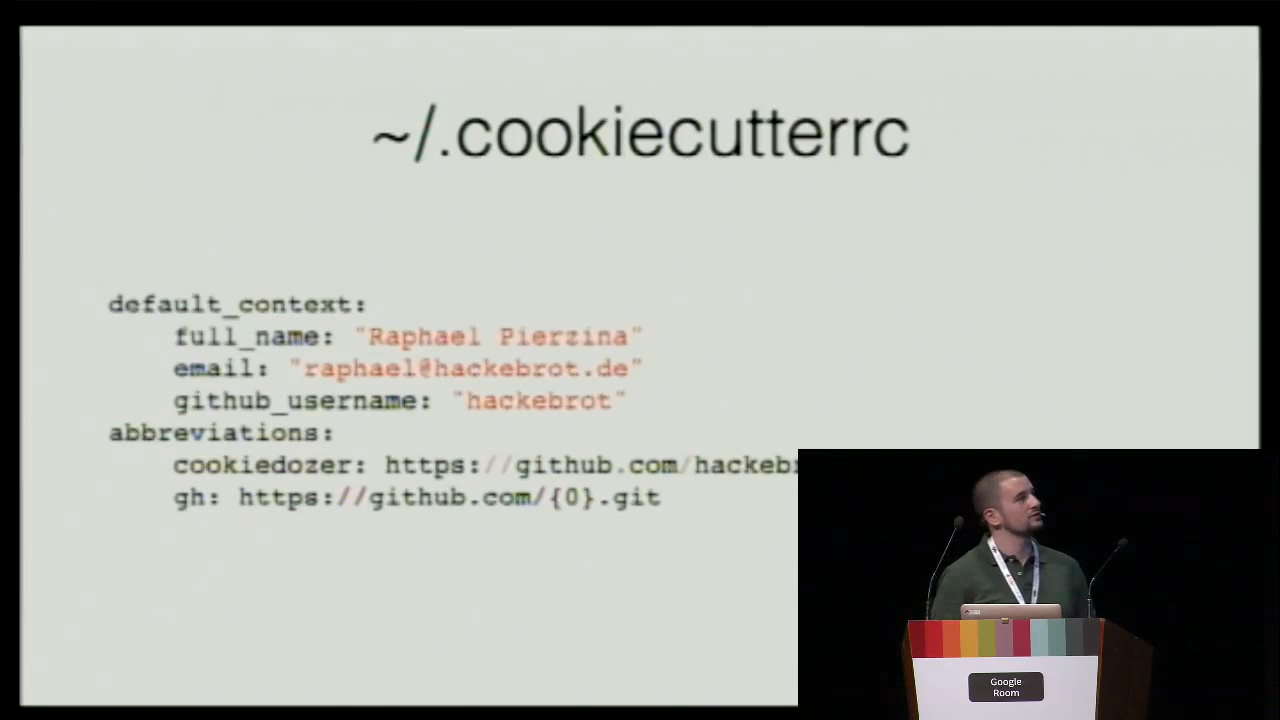 ~/.cookiecutterrc
default_context:
full_name: "Raphael Pierzina"
email: "raphael@hackebrot.de"
github_username: "hackebrot"
abbreviations:
cookiedozer: https://github.com/hackeb
gh: https://github.com/{0}.git
Google
Room